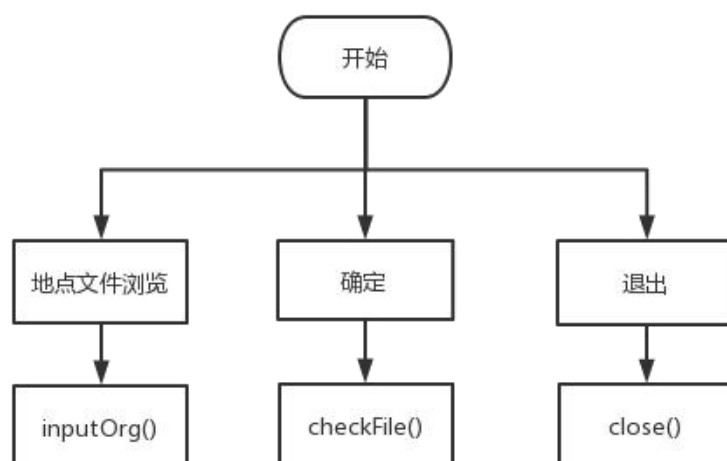 开始
地点文件浏览
确定
退出
inputOrg()
checkFile()
close()